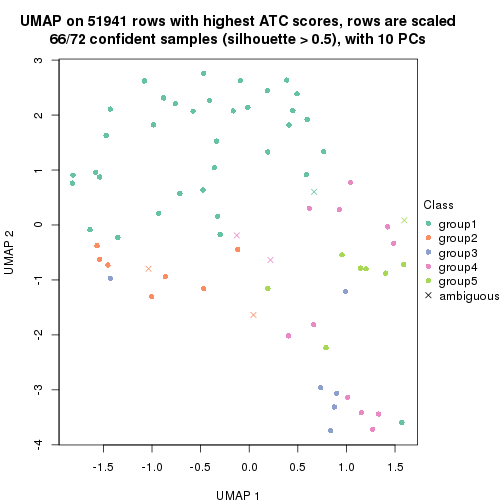 UMAP on 51941 rows with highest ATC scores, rows are scaled
66/72 confident samples (silhouette > 0.5), with 10 PCs
3
2
1
0
-1
-2
-3
-4
UMAP 2
-1.5
-1.0
-0.5
0.0
0.5
1.0
1.5
UMAP 1
Class
group1
group2
group3
group4
group5
ambiguous